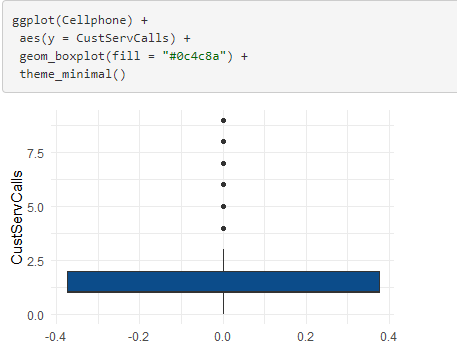 ggplot(Cellphone) +
 aes(y = CustServCalls) +
 geom_boxplot(fill = "#0c4c8a") +
 theme_minimal()
CustServCalls
7.5
5.0
2.5
0.0
-0.4 -0.2 0.0 0.2 0.4